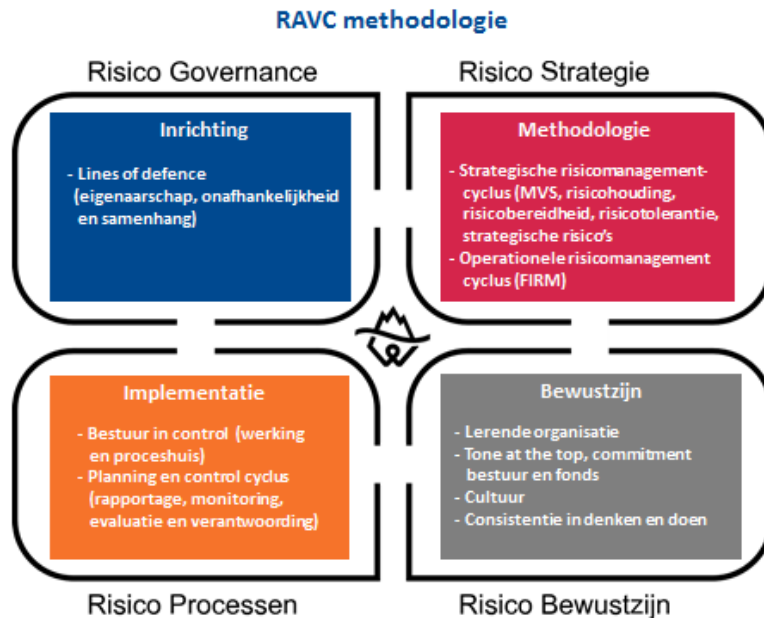 RAVC methodologie
Risico Governance
Risico Strategie
Inrichting
- Lines of defence
(eigenaarschap, onafhankelijkheid
en samenhang)
Methodologie
- Strategische risicomanagement-
cyclus (MVS, risicohouding,
risicobereidheid, risicotolerantie,
strategische risico's
- Operationele risicomanagement
cyclus (FIRM)
Implementatie
- Bestuur in control (werking
en proceshuis)
- Planning en control cyclus
(rapportage, monitoring,
evaluatie en verantwoording)
Bewustzijn
- Lerende organisatie
- Tone at the top, commitment
bestuur en fonds
- Cultuur
- Consistentie in denken en doen
Risico Processen
Risico Bewustzijn